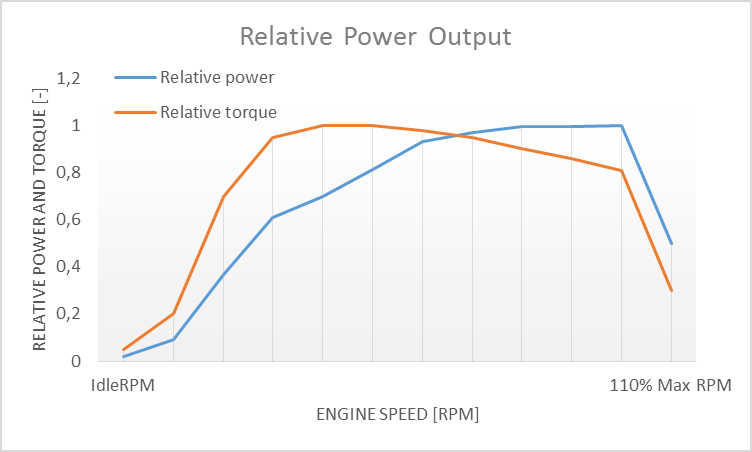 Relative Power Output
RELATIVE POWER AND TORQUE [-]
1,2
1
0,8
0,6
0,4
0,2
0
Relative power
Relative torque
IdleRPM
110% Max RPM
ENGINE SPEED [RPM]